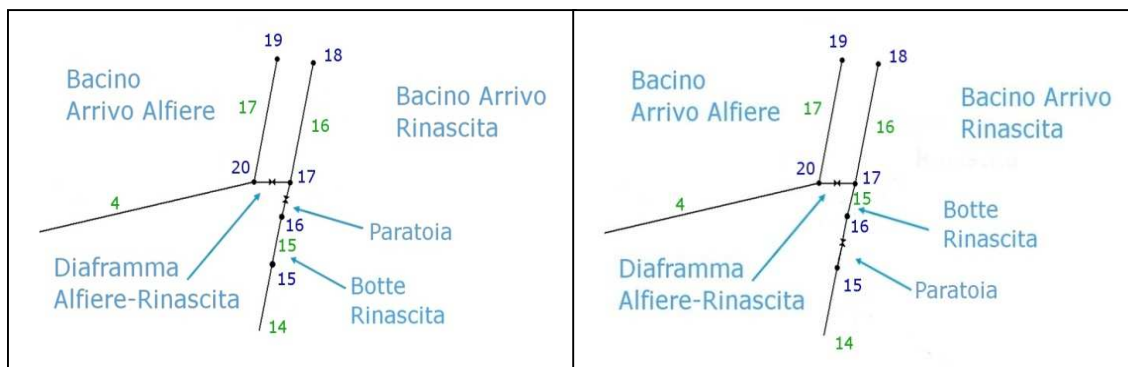 19
18
Bacino
Arrivo Alfiere
17
Bacino Arrivo
Rinascita
16
20
17
4
16
Paratoia
15
Diaframma
Alfiere-Rinascita
15
Botte
Rinascita
14
19
18
Bacino
Arrivo Alfiere
17
Bacino Arrivo
Rinascita
16
20
17
15
4
16
Botte
Rinascita
Diaframma
Alfiere-Rinascita
15
Paratoia
14